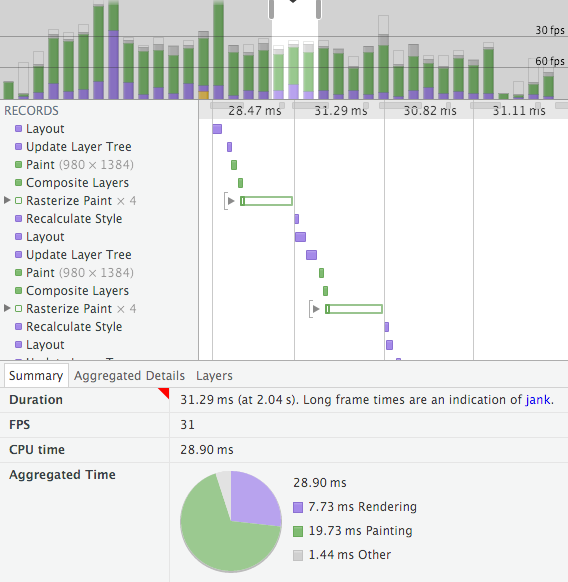 30 fps
60 fps
RECORDS
28.47 ms 31.29 ms 30.82 ms 31.11 ms
Layout
Update Layer Tree
Paint (980 × 1384)
Composite Layers
Rasterize Paint × 4
Recalculate Style
Layout
Update Layer Tree
Paint (980 × 1384)
Composite Layers
Rasterize Paint × 4
Recalculate Style
Layout
Update Layer Tree
Summary Aggregated Details Layers
Duration 31.29 ms (at 2.04 s). Long frame times are an indication of jank.
FPS 31
CPU time 28.90 ms
Aggregated Time
28.90 ms
7.73 ms Rendering
19.73 ms Painting
1.44 ms Other